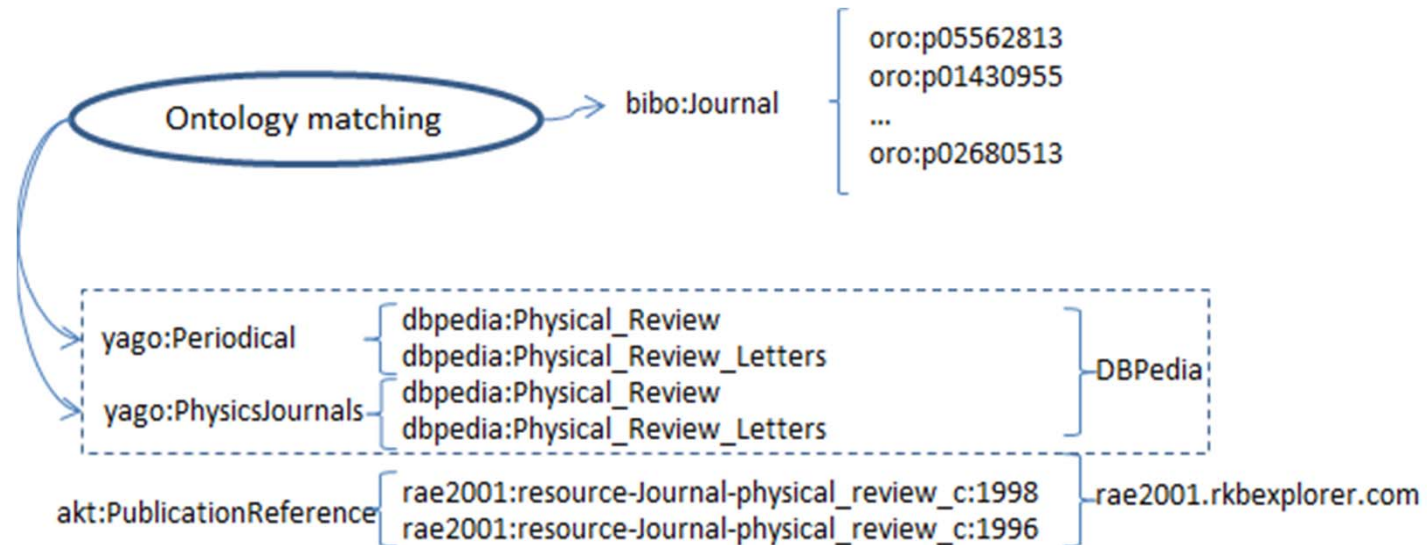 Ontology matching
bibo:Journal
oro:p05562813
oro:p01430955
...
oro:p02680513
yago:Periodical
dbpedia:Physical_Review
dbpedia:Physical_Review_Letters
yago:PhysicsJournals
dbpedia:Physical_Review
dbpedia:Physical_Review_Letters
DBPedia
akt:PublicationReference
rae2001:resource-Journal-physical_review_c:1998
rae2001:resource-Journal-physical_review_c:1996
rae2001.rkbexplorer.com